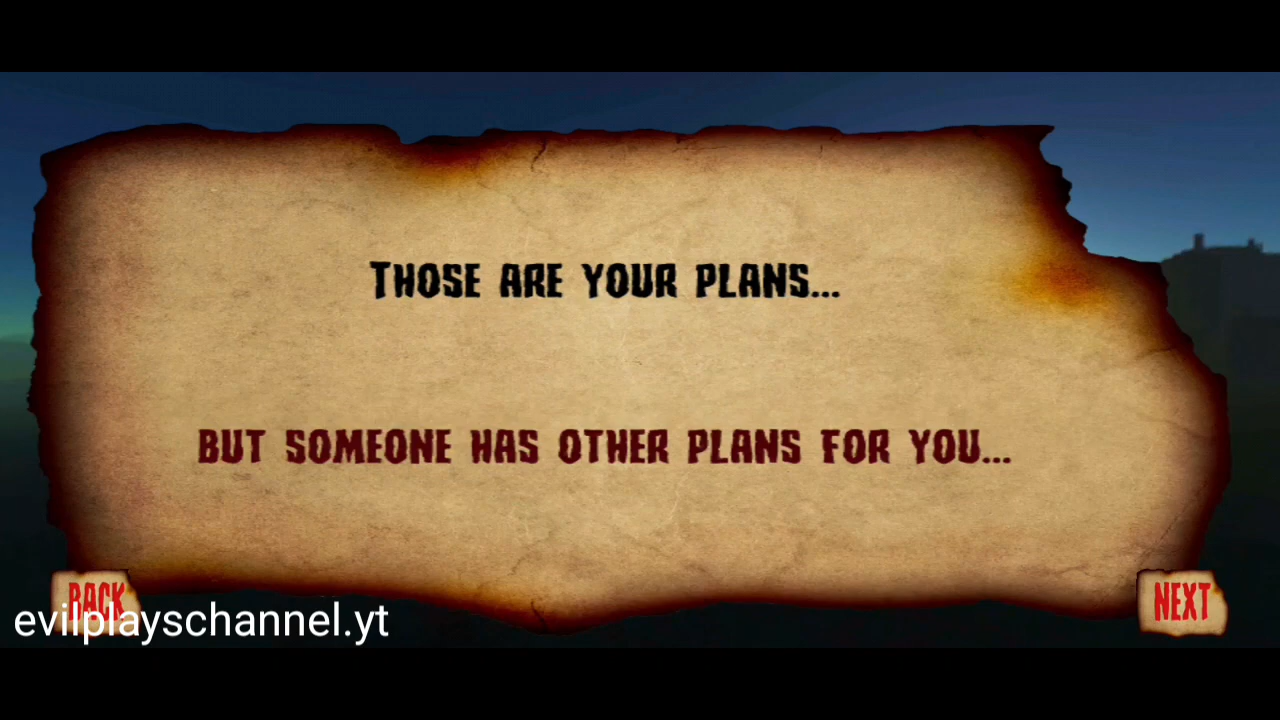 Those are your plans...
but someone has other plans for you...
BACK
NEXT
evilplayschannel.yt